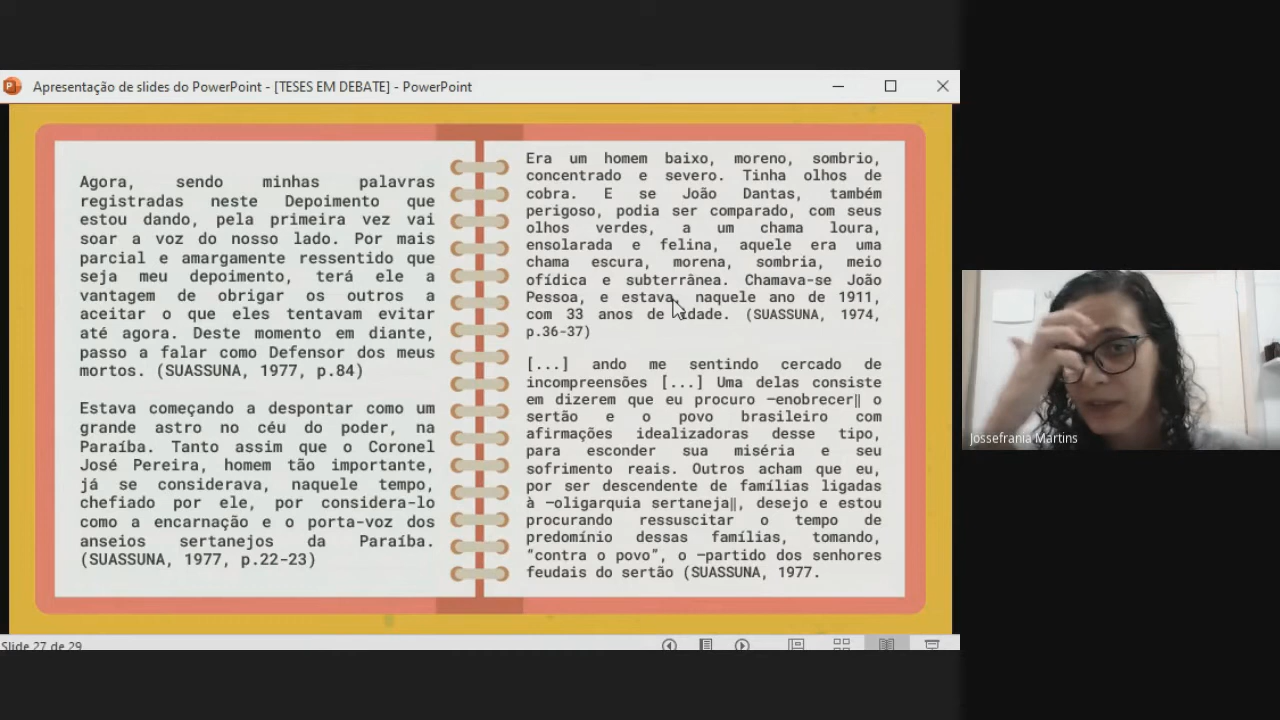 Apresentação de slides do PowerPoint - [TESES EM DEBATE] - PowerPoint
Agora, sendo minhas palavras
registradas neste Depoimento que
estou dando, pela primeira vez vai
soar a voz do nosso lado. Por mais
parcial e amargamente ressentido que
seja meu depoimento, terá ele a
vantagem de obrigar os outros a
aceitar o que eles tentavam evitar
até agora. Deste momento em diante,
passo a falar como Defensor dos meus
mortos. (SUASSUNA, 1977, p.84)
Estava começando a despontar como um
grande astro no céu do poder, na
Paraíba. Tanto assim que o Coronel
José Pereira, homem tão importante,
já se considerava, naquele tempo,
chefiado por ele, por considera-lo
como a encarnação e o porta-voz dos
anseios sertanejos da Paraíba.
(SUASSUNA, 1977, p.22-23)
Era um homem baixo, moreno, sombrio,
concentrado e severo. Tinha olhos de
cobra. E se João Dantas, também
perigoso, podia ser comparado, com seus
olhos verdes, a um chama loura,
ensolarada e felina, aquele era uma
chama escura, morena, sombria, meio
ofídica e subterrânea. Chamava-se João
Pessoa, e estava, naquele ano de 1911,
com 33 anos de idade. (SUASSUNA, 1974,
p.36-37)
[...] ando me sentindo cercado de
incompreensões [...] Uma delas consiste
em dizerem que eu procuro ―enobrecer‖ o
sertão e o povo brasileiro com
afirmações idealizadoras desse tipo,
para esconder sua miséria e seu
sofrimento reais. Outros acham que eu,
por ser descendente de famílias ligadas
à ―oligarquia sertaneja‖, desejo e estou
procurando ressuscitar o tempo de
predomínio dessas famílias, tomando,
"contra o povo", o ―partido dos senhores
feudais do sertão (SUASSUNA, 1977.
Jossefrania Martins
Slide 27 de 29